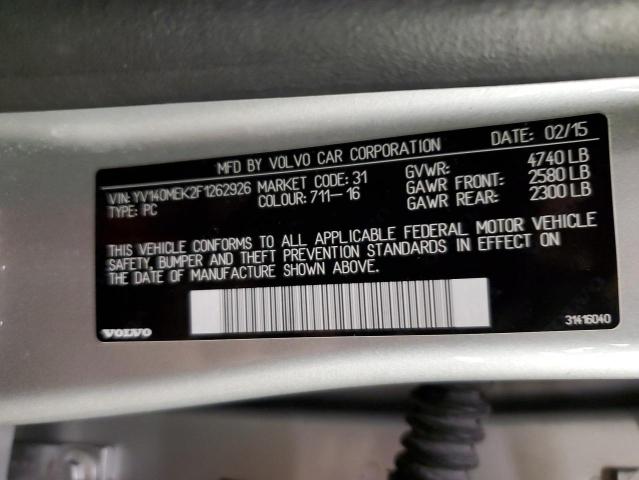 MFD BY VOLVO CAR CORPORATION DATE: 02/15
VIN: YV140MEK2F1262926 MARKET CODE: 31 GVWR: 4740 LB
TYPE: PC COLOUR: 711-16 GAWR FRONT: 2580 LB
GAWR REAR: 2300 LB
THIS VEHICLE CONFORMS TO ALL APPLICABLE FEDERAL MOTOR VEHICLE
SAFETY, BUMPER AND THEFT PREVENTION STANDARDS IN EFFECT ON
THE DATE OF MANUFACTURE SHOWN ABOVE.
VOLVO 31416040